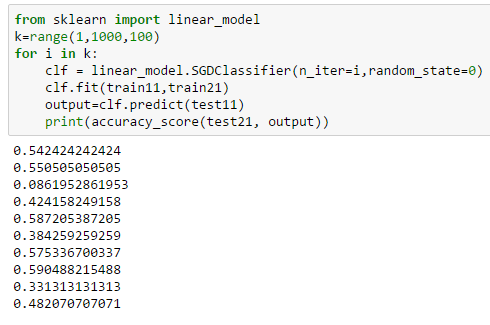 from sklearn import linear_model
k=range(1,1000,100)
for i in k:
    clf = linear_model.SGDClassifier(n_iter=i,random_state=0)
    clf.fit(train11,train21)
    output=clf.predict(test11)
    print(accuracy_score(test21, output))
0.542424242424
0.550505050505
0.0861952861953
0.424158249158
0.587205387205
0.384259259259
0.575336700337
0.590488215488
0.331313131313
0.482070707071